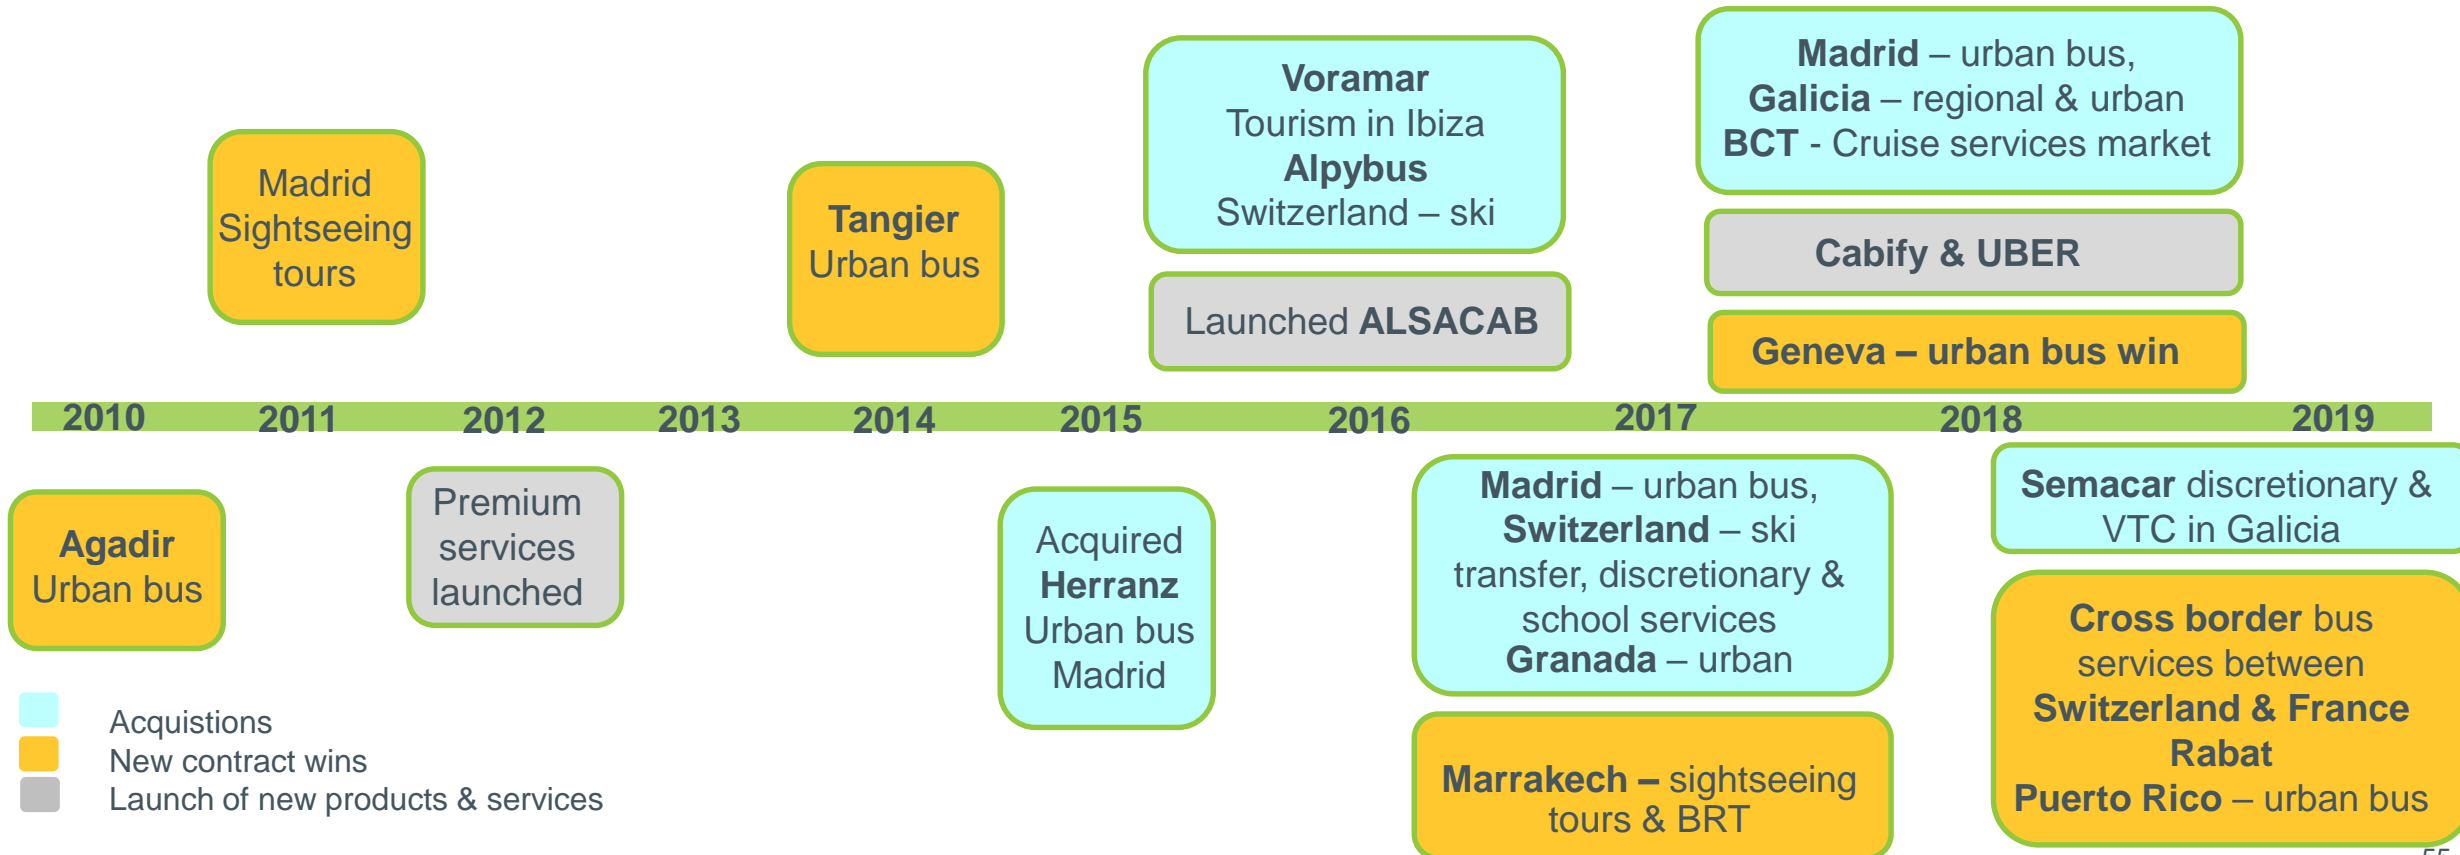 Madrid
Sightseeing
tours
Tangier
Urban bus
Voramar
Tourism in Ibiza
Alpybus
Switzerland – ski
Launched ALSACAB
Madrid – urban bus,
Galicia – regional & urban
BCT - Cruise services market
Cabify & UBER
Geneva – urban bus win
2010 2011 2012 2013 2014 2015 2016 2017 2018 2019
Agadir
Urban bus
Premium
services
launched
Acquired
Herranz
Urban bus
Madrid
Madrid – urban bus,
Switzerland – ski
transfer, discretionary &
school services
Granada – urban
Marrakech – sightseeing
tours & BRT
Semacar discretionary &
VTC in Galicia
Cross border bus
services between
Switzerland & France
Rabat
Puerto Rico – urban bus
Acquistions
New contract wins
Launch of new products & services
55